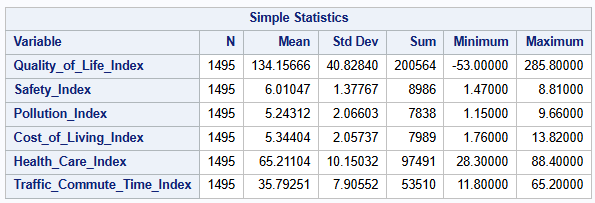 Simple Statistics
Variable N Mean Std Dev Sum Minimum Maximum
Quality_of_Life_Index 1495 134.15666 40.82840 200564 -53.00000 285.80000
Safety_Index 1495 6.01047 1.37767 8986 1.47000 8.81000
Pollution_Index 1495 5.24312 2.06603 7838 1.15000 9.66000
Cost_of_Living_Index 1495 5.34404 2.05737 7989 1.76000 13.82000
Health_Care_Index 1495 65.21104 10.15032 97491 28.30000 88.40000
Traffic_Commute_Time_Index 1495 35.79251 7.90552 53510 11.80000 65.20000